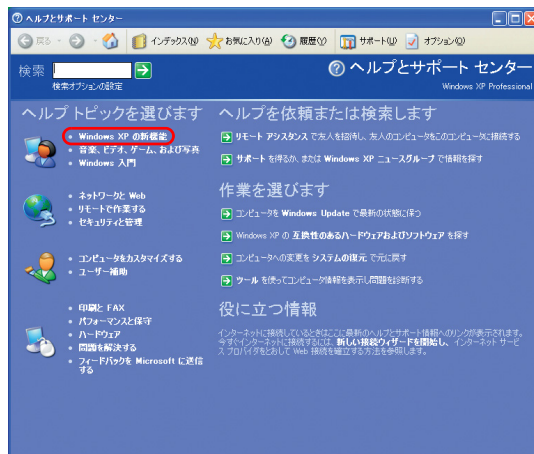 ヘルプとサポート センター
戻る
インデックス(N)
お気に入り(A)
履歴(Y)
サポート(U)
オプション(O)
検索
検索オプションの設定
ヘルプとサポート センター
Windows XP Professional
ヘルプ トピックを選びます
Windows XP の新機能
音楽、ビデオ、ゲーム、および写真
Windows 入門
ネットワークと Web
リモートで作業する
セキュリティと管理
コンピュータをカスタマイズする
ユーザー補助
印刷と FAX
パフォーマンスと保守
ハードウェア
問題を解決する
フィードバックを Microsoft に送信
する
ヘルプを依頼または検索します
リモート アシスタンス で友人を招待し、友人のコンピュータをこのコンピュータに接続する
サポート を得るか、または Windows XP ニュースグループ で情報を探す
作業を選びます
コンピュータを Windows Update で最新の状態に保つ
Windows XP の 互換性のあるハードウェアおよびソフトウェア を探す
コンピュータへの変更を システムの復元 で元に戻す
ツール を使ってコンピュータ情報を表示し問題を診断する
役に立つ情報
インターネットに接続しているときはここに最新のヘルプとサポート情報へのリンクが表示されます。
今すぐインターネットに接続するには、新しい接続ウィザードを開始し、インターネット サービ
ス プロバイダをとおして Web 接続を確立する方法を参照します。